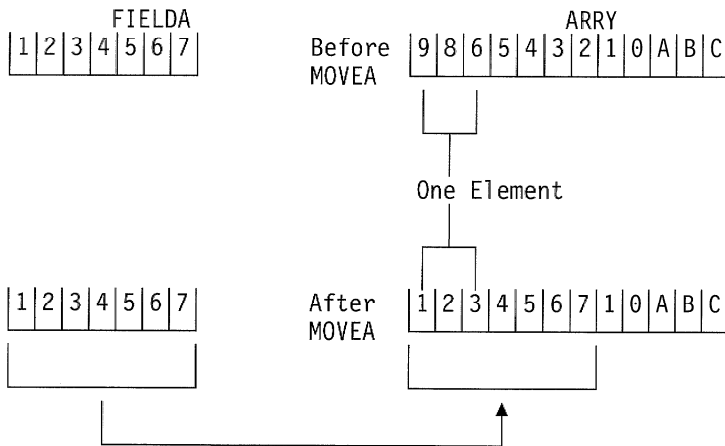 FIELDA ARRY
1 2 3 4 5 6 7 Before 9 8 6 5 4 3 2 1 0 A B C
MOVEA
One Element
1 2 3 4 5 6 7 After 1 2 3 4 5 6 7 1 0 A B C
MOVEA